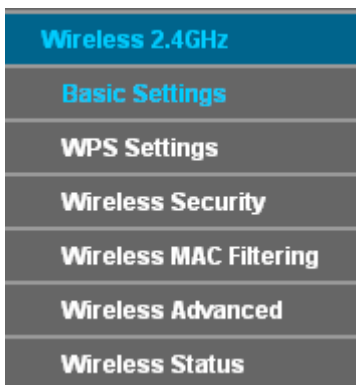 Wireless 2.4GHz
Basic Settings
WPS Settings
Wireless Security
Wireless MAC Filtering
Wireless Advanced
Wireless Status